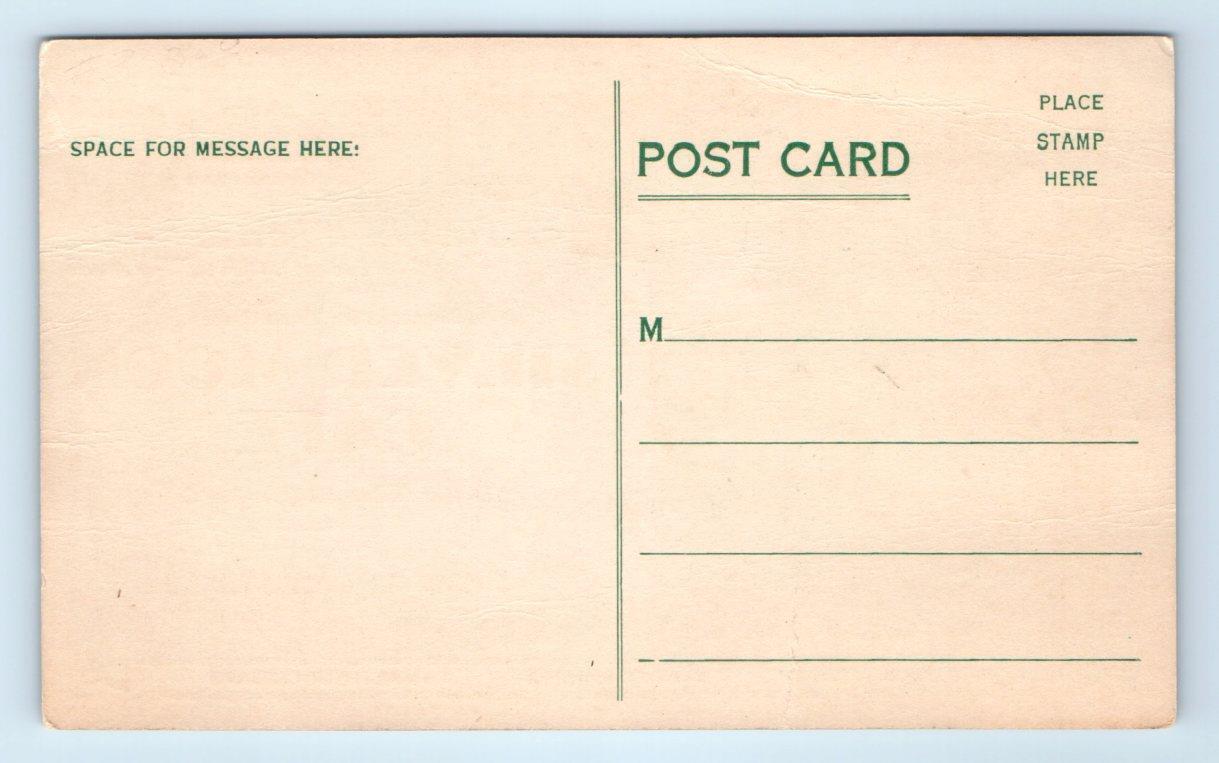 SPACE FOR MESSAGE HERE:
POST CARD
PLACE
STAMP
HERE
M